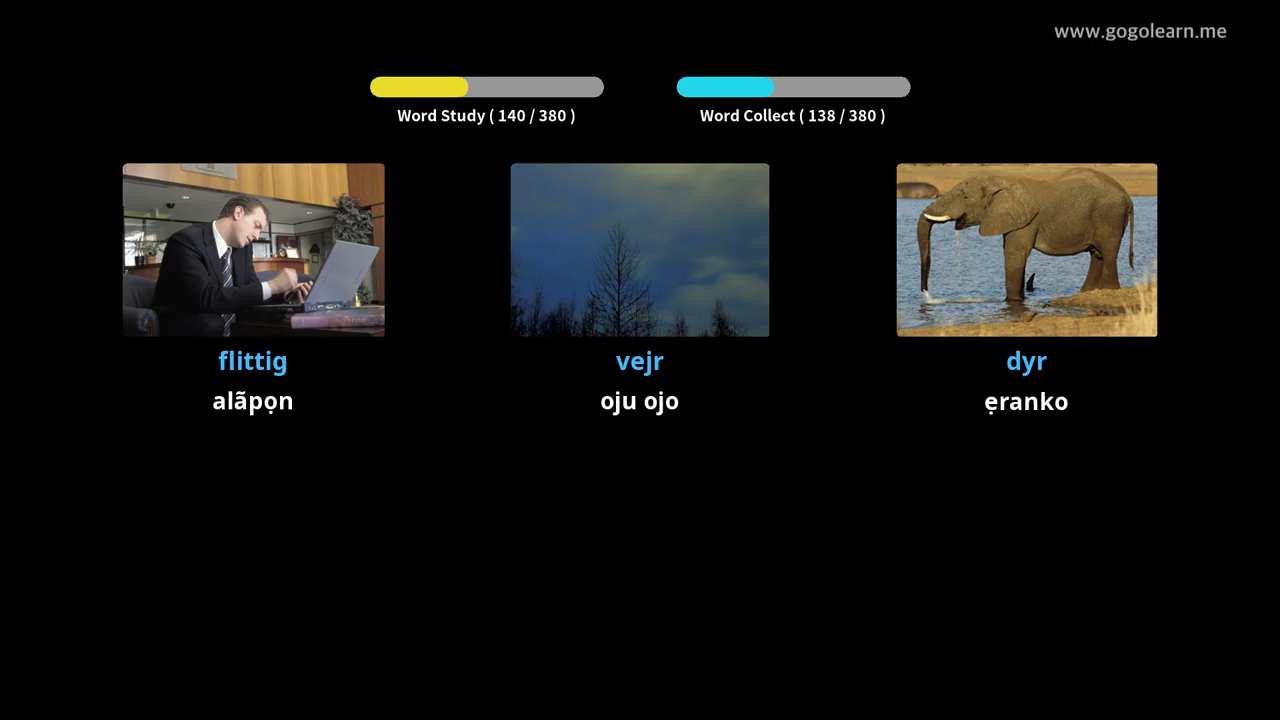 www.gogolearn.me
Word Study ( 140 / 380 )
Word Collect ( 138 / 380 )
flittig
vejr
dyr
alãpọn
oju ojo
ẹranko